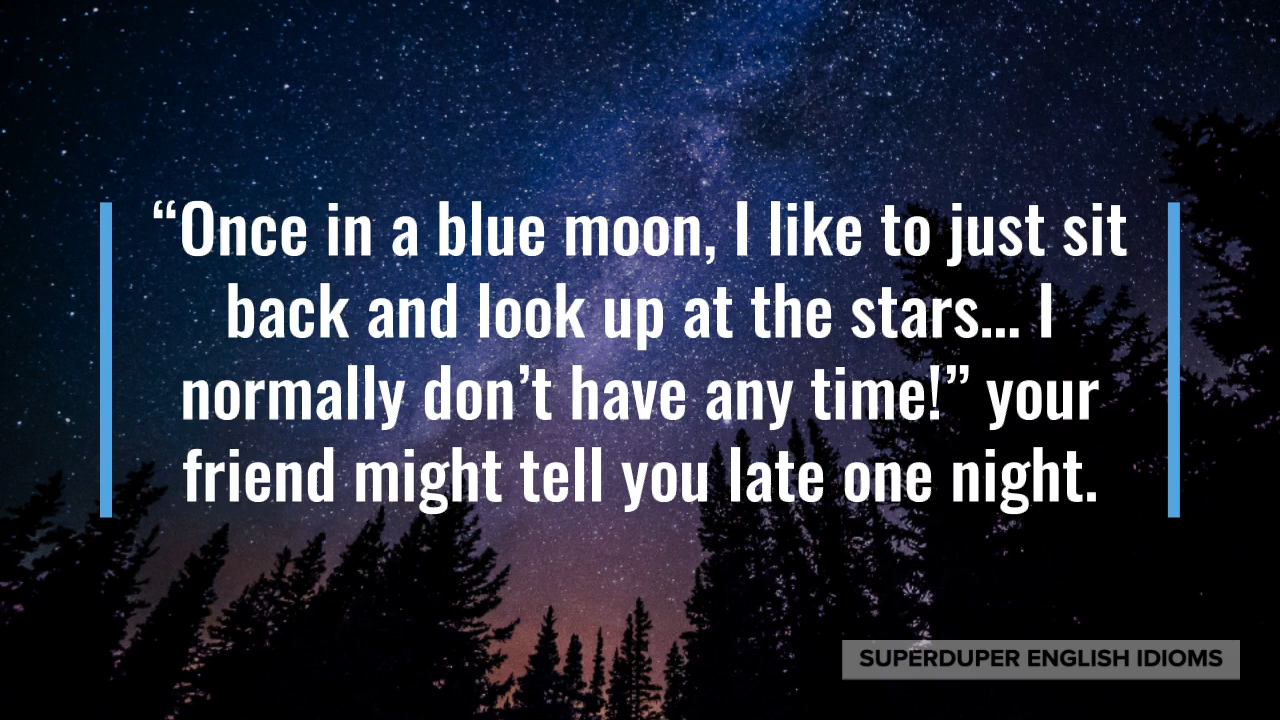 “Once in a blue moon, I like to just sit
back and look up at the stars... I
normally don’t have any time!” your
friend might tell you late one night.
SUPERDUPER ENGLISH IDIOMS